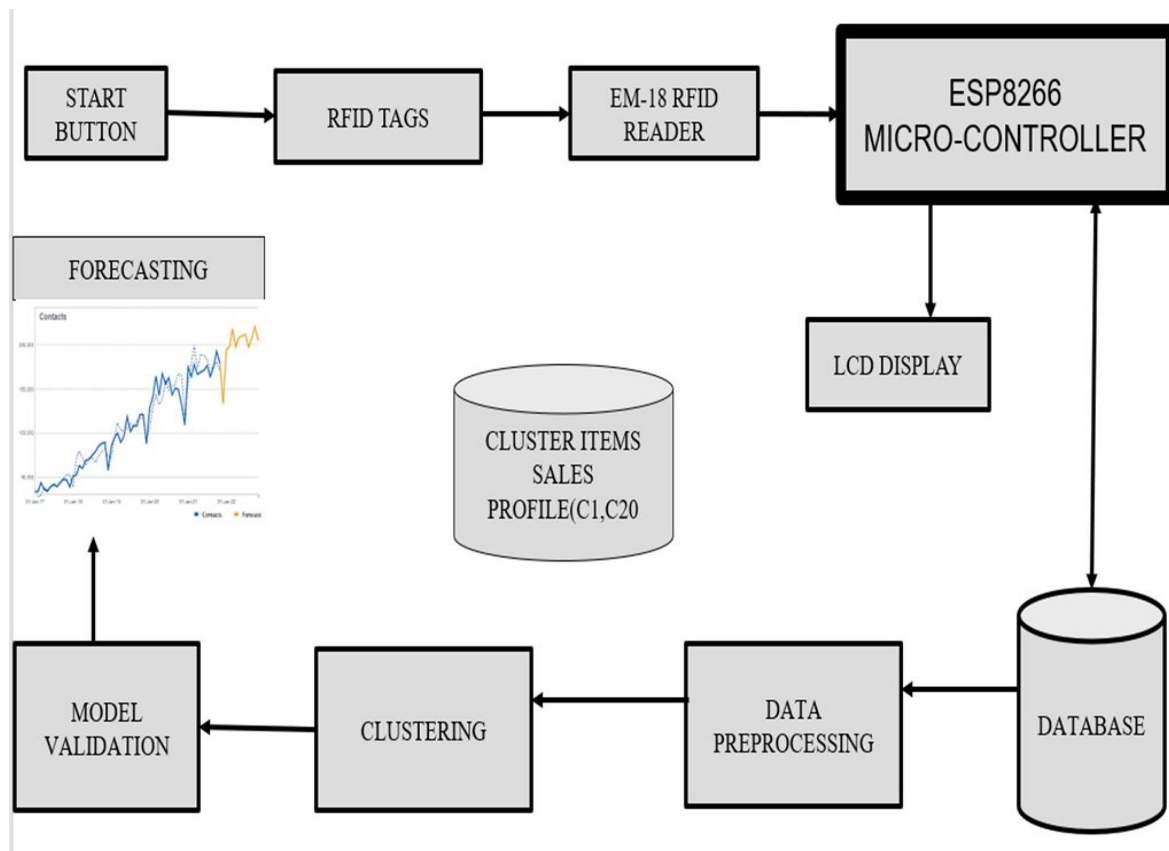 START
BUTTON
RFID TAGS
EM-18 RFID
READER
ESP8266
MICRO-CONTROLLER
FORECASTING
Contacts
LCD DISPLAY
CLUSTER ITEMS
SALES
PROFILE(C1,C20
Contacts
MODEL
VALIDATION
CLUSTERING
DATA
PREPROCESSING
DATABASE